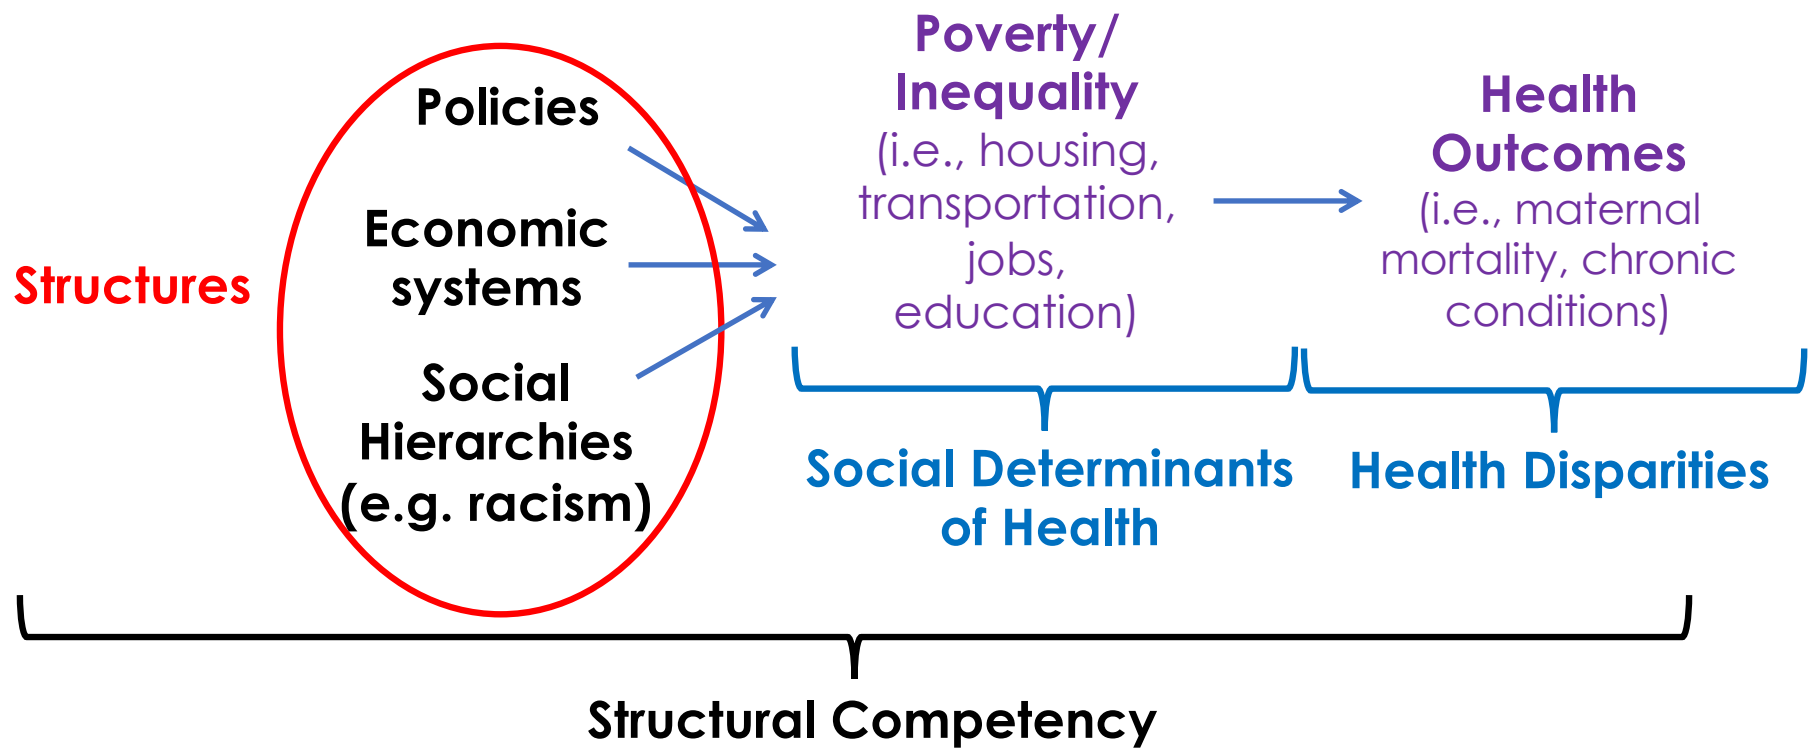 Structures
Policies
Economic
systems
Social
Hierarchies
(e.g. racism)
Poverty/
Inequality
(i.e., housing,
transportation,
jobs,
education)
Health
Outcomes
(i.e., maternal
mortality, chronic
conditions)
Social Determinants
of Health
Health Disparities
Structural Competency